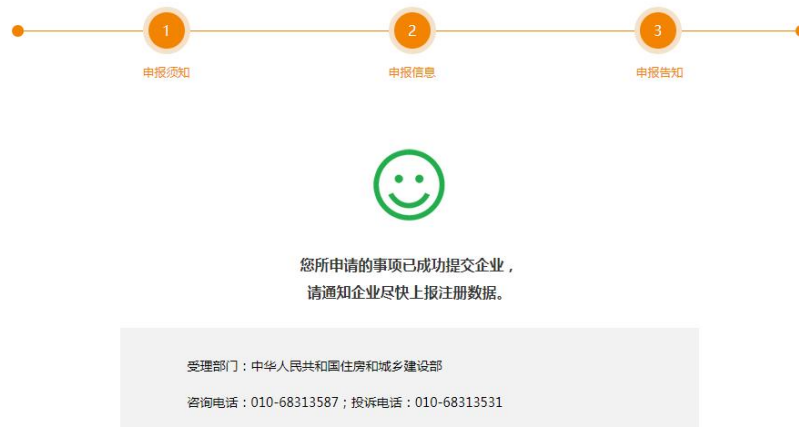 1
2
3
申报须知
申报信息
申报告知
您所申请的事项已成功提交企业，
请通知企业尽快上报注册数据。
受理部门：中华人民共和国住房和城乡建设部
咨询电话：010-68313587；投诉电话：010-68313531